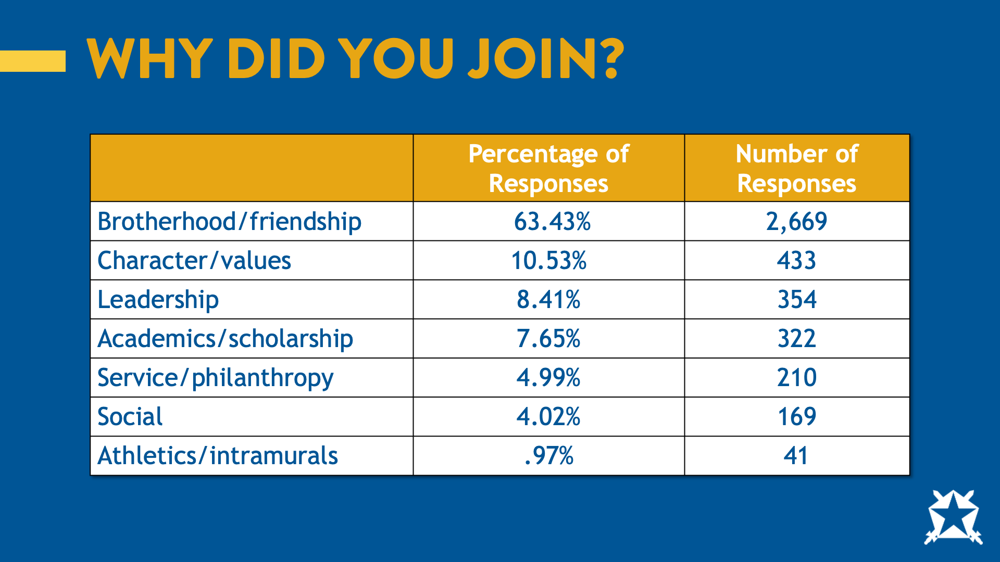 WHY DID YOU JOIN?
Percentage of Responses Number of Responses
Brotherhood/friendship 63.43% 2,669
Character/values 10.53% 433
Leadership 8.41% 354
Academics/scholarship 7.65% 322
Service/philanthropy 4.99% 210
Social 4.02% 169
Athletics/intramurals .97% 41